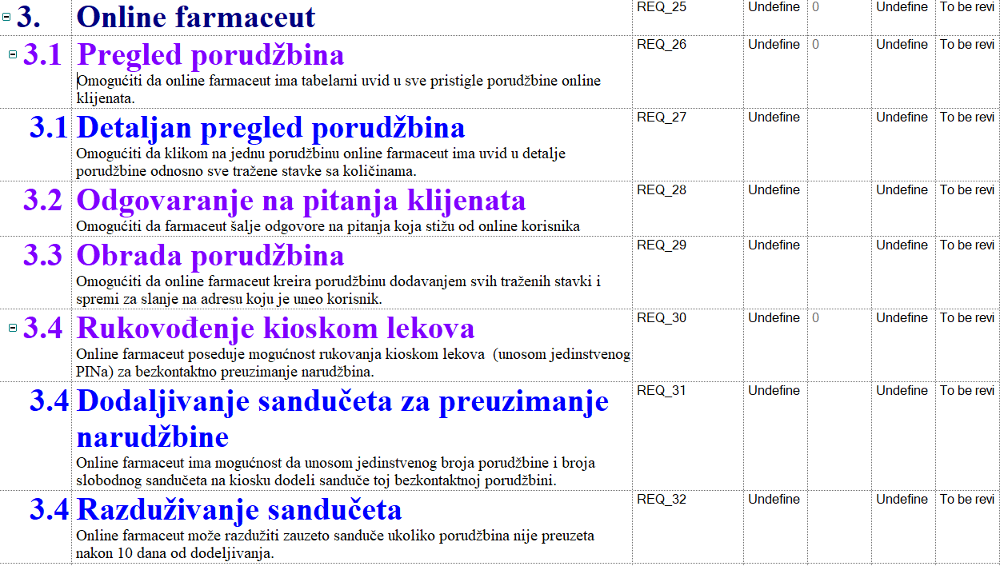 3. Online farmaceut REQ_25 Undefine 0 Undefine To be revi
3.1 Pregled porudžbina REQ_26 Undefine 0 Undefine To be revi
Omogućiti da online farmaceut ima tabelarni uvid u sve pristigle porudžbine online
klijenata.
3.1 Detaljan pregled porudžbina REQ_27 Undefine Undefine To be revi
Omogućiti da klikom na jednu porudžbinu online farmaceut ima uvid u detalje
porudžbine odnosno sve tražene stavke sa količinama.
3.2 Odgovaranje na pitanja klijenata REQ_28 Undefine Undefine To be revi
Omogućiti da farmaceut šalje odgovore na pitanja koja stižu od online korisnika
3.3 Obrada porudžbina REQ_29 Undefine Undefine To be revi
Omogućiti da online farmaceut kreira porudžbinu dodavanjem svih traženih stavki i
spremi za slanje na adresu koju je uneo korisnik.
3.4 Rukovođenje kioskom lekova REQ_30 Undefine 0 Undefine To be revi
Online farmaceut poseduje mogućnost rukovanja kioskom lekova (unosom jedinstvenog
PINa) za bezkontaktno preuzimanje narudžbina.
3.4 Dodaljivanje sandučeta za preuzimanje REQ_31 Undefine Undefine To be revi
narudžbine
Online farmaceut ima mogućnost da unosom jedinstvenog broja porudžbine i broja
slobodnog sandučeta na kiosku dodeli sanduče toj bezkontaktnoj porudžbini.
3.4 Razduživanje sandučeta REQ_32 Undefine Undefine To be revi
Online farmaceut može razdužiti zauzeto sanduče ukoliko porudžbina nije preuzeta
nakon 10 dana od dodeljivanja.